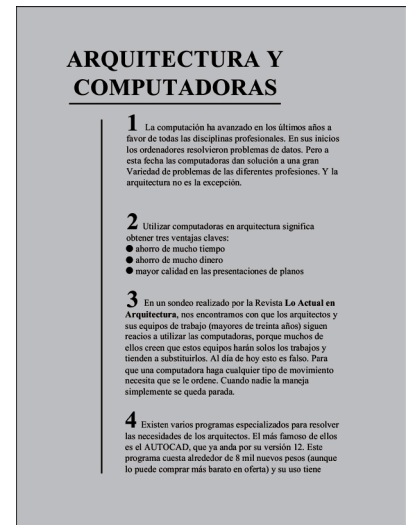 ARQUITECTURA Y
COMPUTADORAS
1 La computación ha avanzado en los últimos años a
favor de todas las disciplinas profesionales. En sus inicios
los ordenadores resolvieron problemas de datos. Pero a
esta fecha las computadoras dan solución a una gran
Variedad de problemas de las diferentes profesiones. Y la
arquitectura no es la excepción.
2 Utilizar computadoras en arquitectura significa
obtener tres ventajas claves:
● ahorro de mucho tiempo
● ahorro de mucho dinero
● mayor calidad en las presentaciones de planos
3 En un sondeo realizado por la Revista Lo Actual en
Arquitectura, nos encontramos con que los arquitectos y
sus equipos de trabajo (mayores de treinta años) siguen
reacios a utilizar las computadoras, porque muchos de
ellos creen que estos equipos harán solos los trabajos y
tienden a substituirlos. Al día de hoy esto es falso. Para
que una computadora haga cualquier tipo de movimiento
necesita que se le ordene. Cuando nadie la maneja
simplemente se queda parada.
4 Existen varios programas especializados para resolver
las necesidades de los arquitectos. El más famoso de ellos
es el AUTOCAD, que ya anda por su versión 12. Este
programa cuesta alrededor de 8 mil nuevos pesos (aunque
lo puede comprar más barato en oferta) y su uso tiene